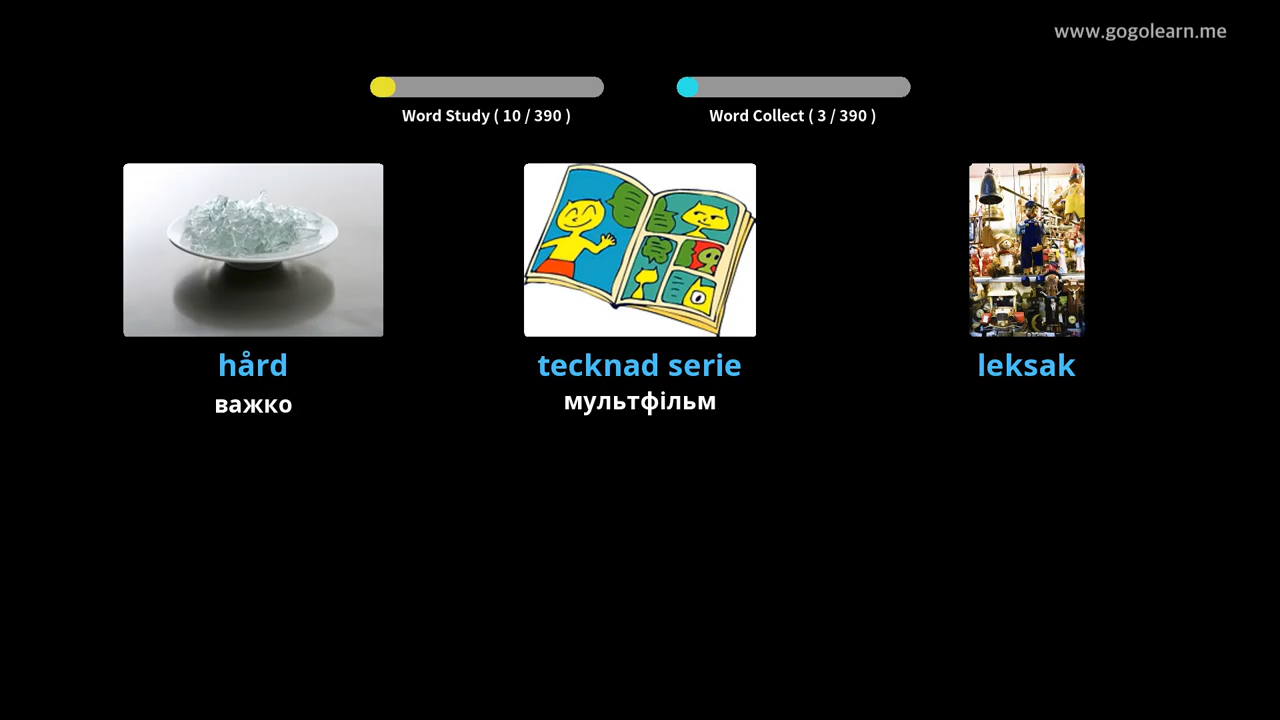 www.gogolearn.me
Word Study ( 10 / 390 )
Word Collect ( 3 / 390 )
hård
tecknad serie
leksak
важко
мультфільм